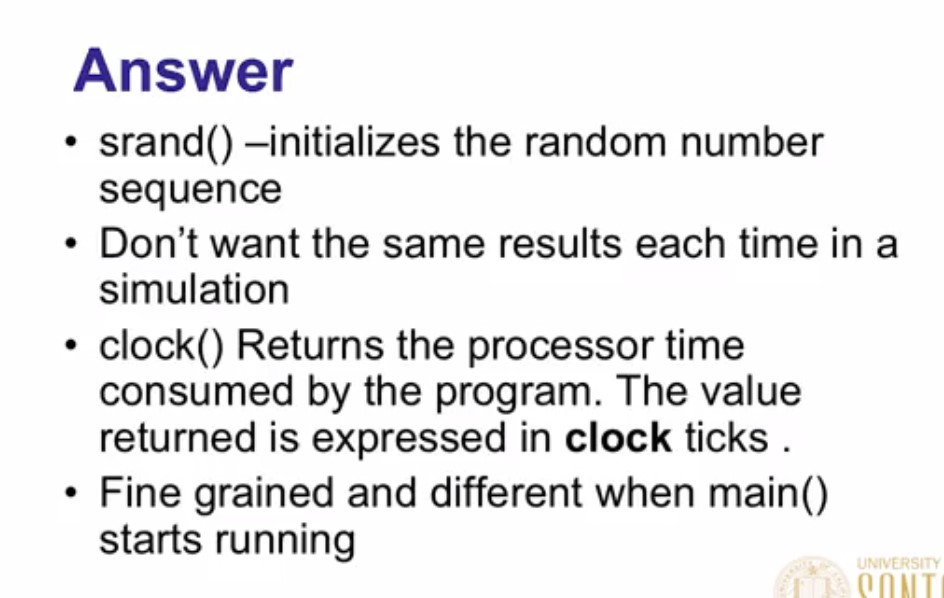 Answer
• srand() –initializes the random number
sequence
• Don't want the same results each time in a
simulation
• clock() Returns the processor time
consumed by the program. The value
returned is expressed in clock ticks .
• Fine grained and different when main()
starts running
UNIVERSITY